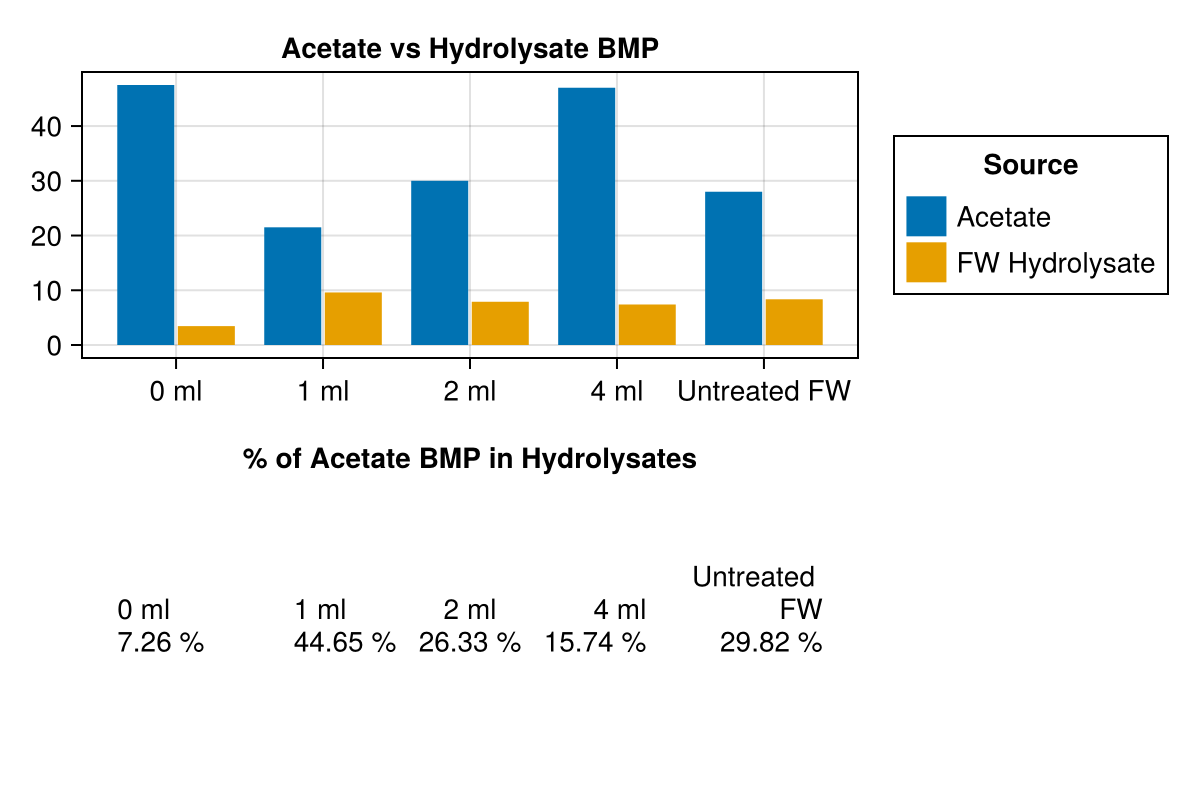 Acetate vs Hydrolysate BMP
40
30
20
10
0
0 ml
1 ml
2 ml
4 ml
Untreated FW
Source
Acetate
FW Hydrolysate
% of Acetate BMP in Hydrolysates
0 ml
7.26 %
1 ml
44.65 %
2 ml
26.33 %
4 ml
15.74 %
Untreated
FW
29.82 %